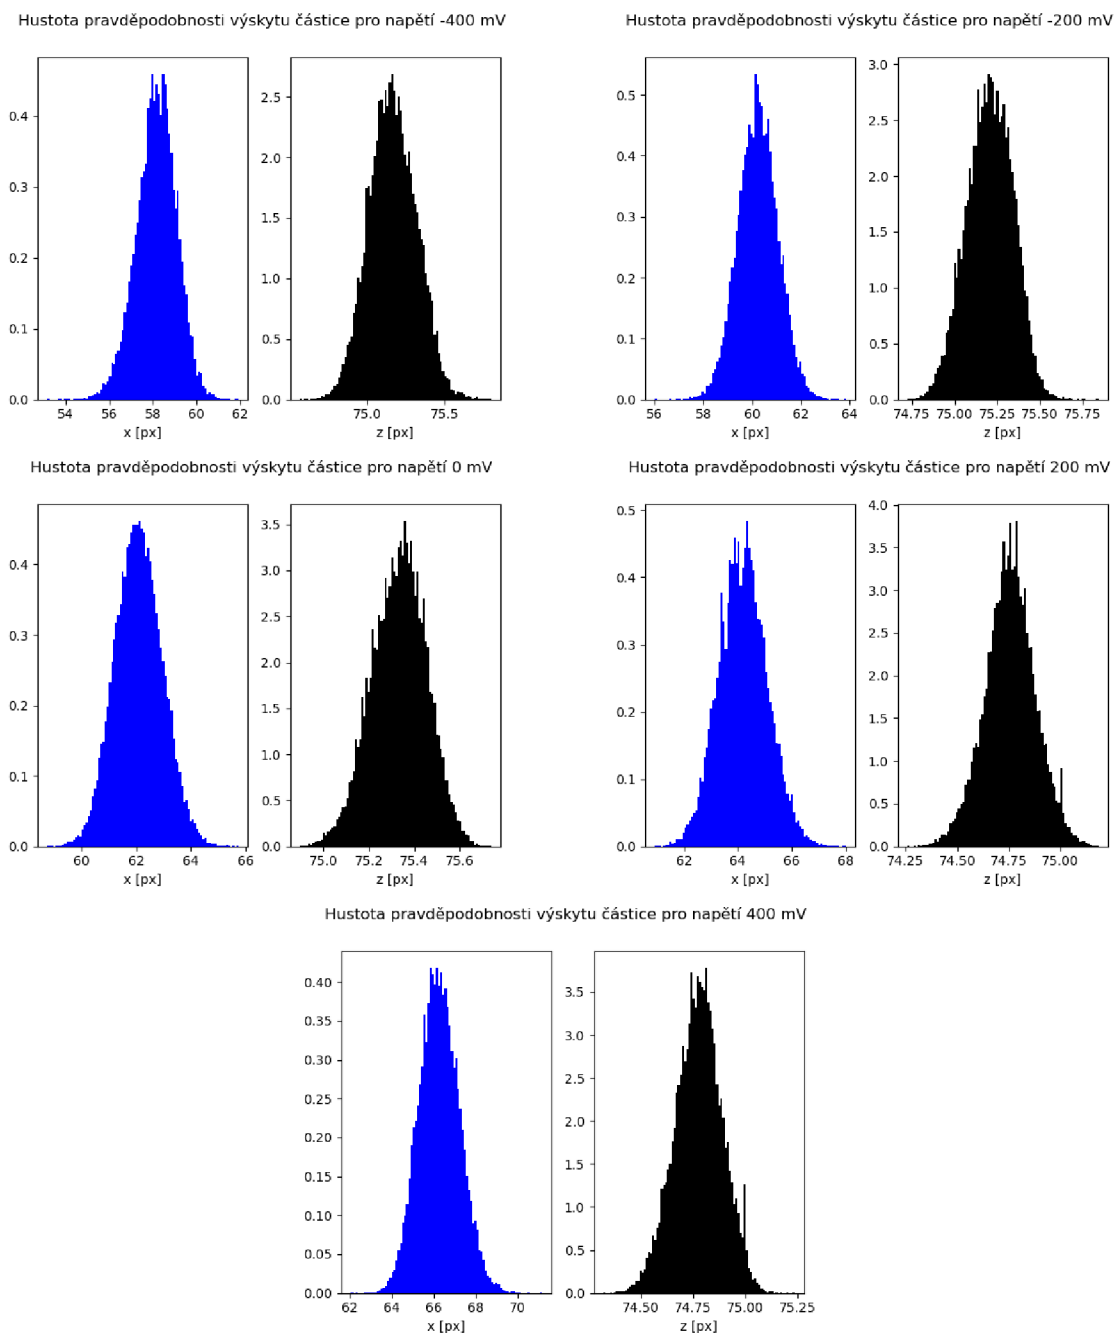 Hustota pravděpodobnosti výskytu částice pro napětí -400 mV
0.4
0.3
0.2
0.1
0.0
54 56 58 60 62
x [px]
2.5
2.0
1.5
1.0
0.5
0.0
75.0 75.5
z [px]
Hustota pravděpodobnosti výskytu částice pro napětí -200 mV
0.5
0.4
0.3
0.2
0.1
0.0
56 58 60 62 64
x [px]
3.0
2.5
2.0
1.5
1.0
0.5
0.0
74.75 75.00 75.25 75.50 75.75
z [px]
Hustota pravděpodobnosti výskytu částice pro napětí 0 mV
0.4
0.3
0.2
0.1
0.0
60 62 64 66
x [px]
3.5
3.0
2.5
2.0
1.5
1.0
0.5
0.0
75.0 75.2 75.4 75.6
z [px]
Hustota pravděpodobnosti výskytu částice pro napětí 200 mV
0.5
0.4
0.3
0.2
0.1
0.0
62 64 66 68
x [px]
4.0
3.5
3.0
2.5
2.0
1.5
1.0
0.5
0.0
74.25 74.50 74.75 75.00
z [px]
Hustota pravděpodobnosti výskytu částice pro napětí 400 mV
0.40
0.35
0.30
0.25
0.20
0.15
0.10
0.05
0.00
62 64 66 68 70
x [px]
3.5
3.0
2.5
2.0
1.5
1.0
0.5
0.0
74.50 74.75 75.00 75.25
z [px]